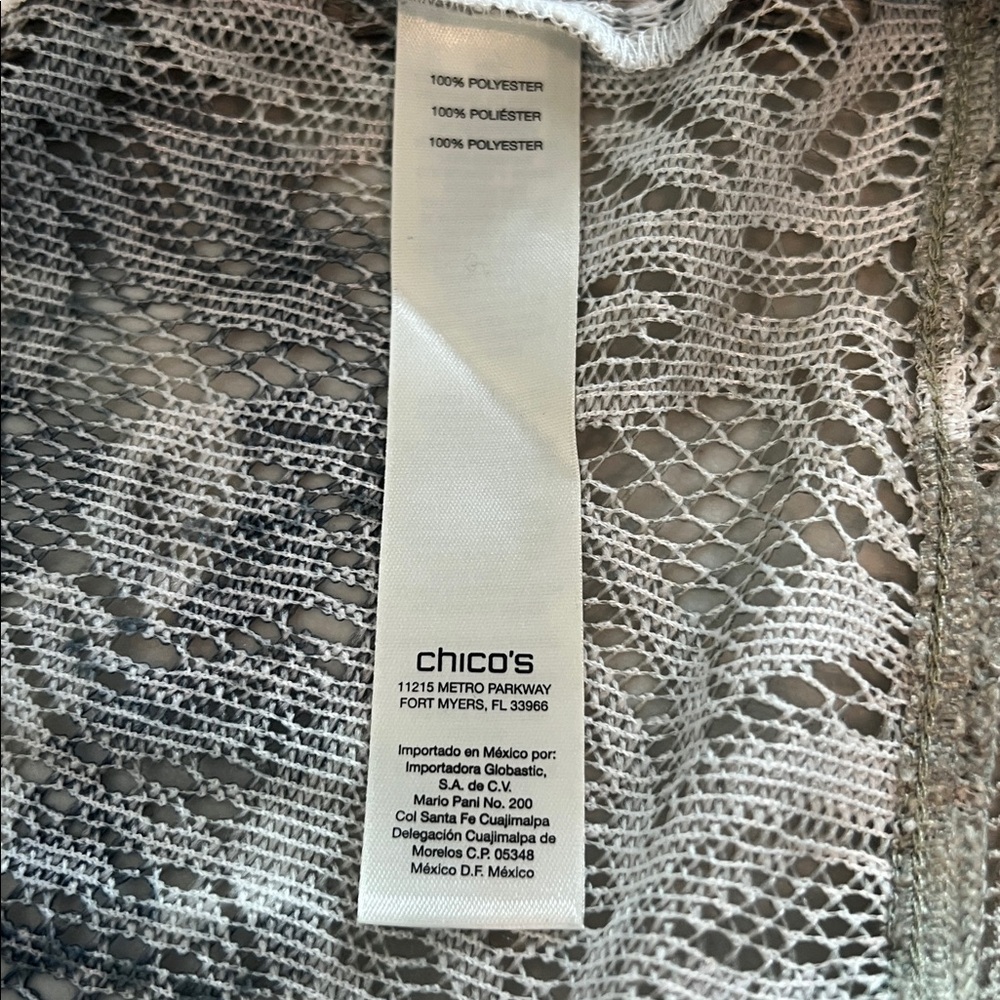 100% POLYESTER
100% POLIÉSTER
100% POLYESTER
chico's
11215 METRO PARKWAY
FORT MYERS, FL 33966
Importado en México por:
Importadora Globastic,
S.A. de C.V.
Mario Pani No. 200
Col Santa Fe Cuajimalpa
Delegación Cuajimalpa de
Morelos C.P. 05348
México D.F. México